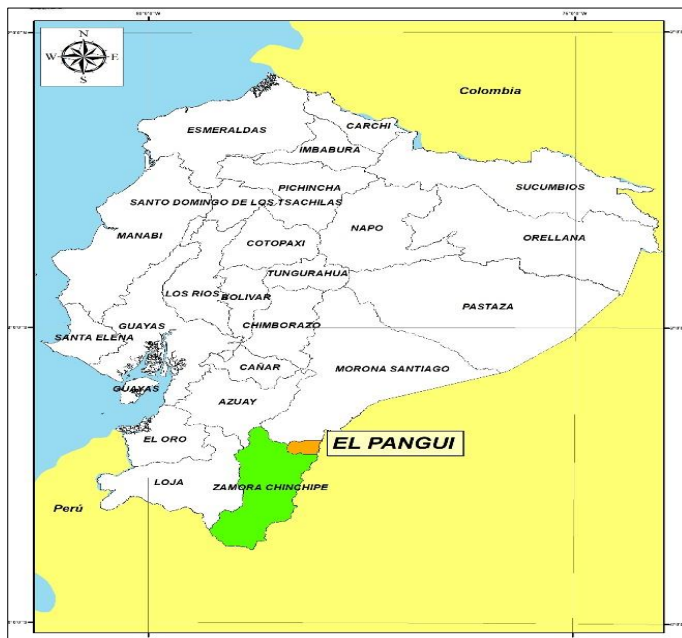 N
W E
S
Colombia
CARCHI
ESMERALDAS
IMBABURA
PICHINCHA
SUCUMBIOS
SANTO DOMINGO DE LOS TSACHILAS
NAPO
MANABI
ORELLANA
COTOPAXI
TUNGURAHUA
LOS RIOS
BOLIVAR
PASTAZA
GUAYAS
CHIMBORAZO
SANTA ELENA
CAÑAR
MORONA SANTIAGO
GUAYAS
AZUAY
EL ORO
EL PANGUI
LOJA
ZAMORA CHINCHIPE
Perú